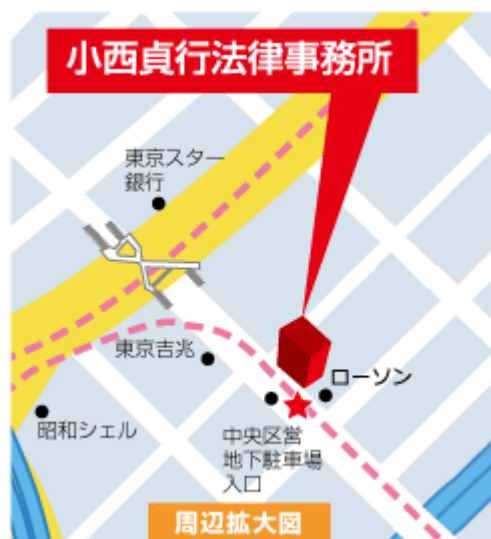 小西貞行法律事務所
東京スター
銀行
東京吉兆
ローソン
昭和シェル
中央区営
地下駐車場
入口
周辺拡大図